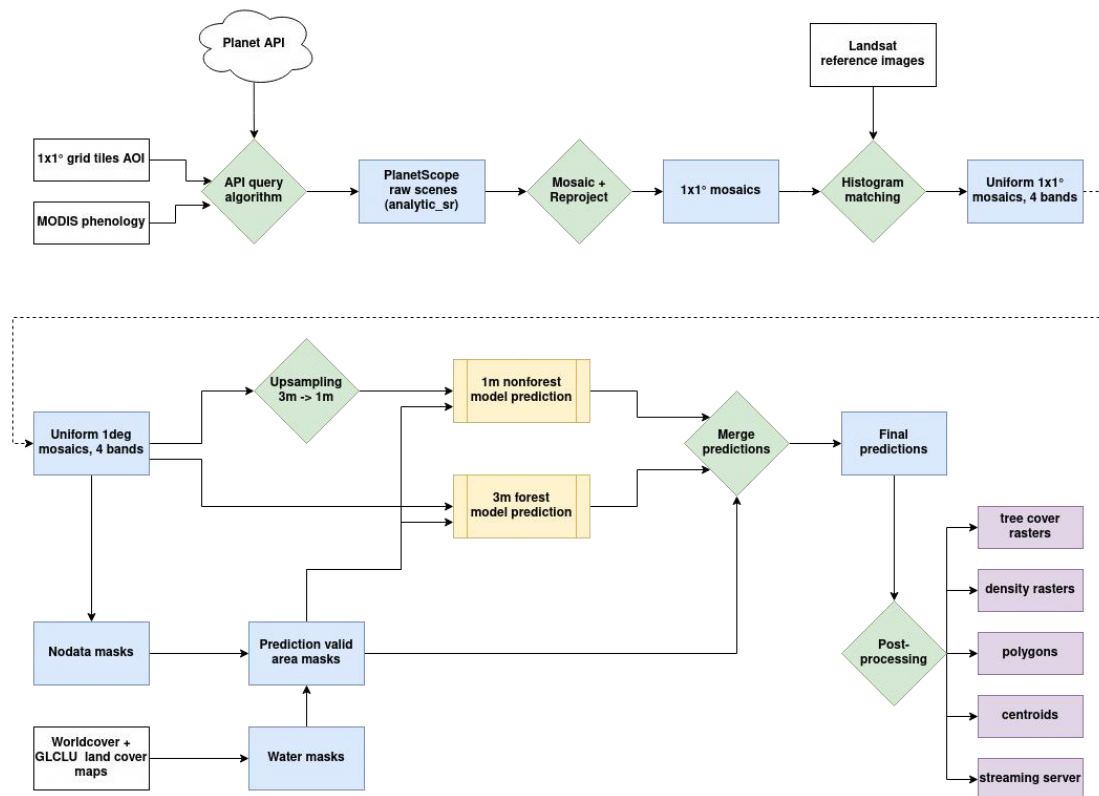 Planet API
Landsat
reference images
1x1° grid tiles AOI
MODIS phenology
API query
algorithm
PlanetScope
raw scenes
(analytic_sr)
Mosaic +
Reproject
1x1° mosaics
Histogram
matching
Uniform 1x1°
mosaics, 4 bands
Upsampling
3m -> 1m
1m nonforest
model prediction
Uniform 1deg
mosaics, 4 bands
Merge
predictions
Final
predictions
3m forest
model prediction
tree cover
rasters
density rasters
Nodata masks
Prediction valid
area masks
Post-
processing
polygons
centroids
Worldcover +
GLCLU land cover
maps
Water masks
streaming server